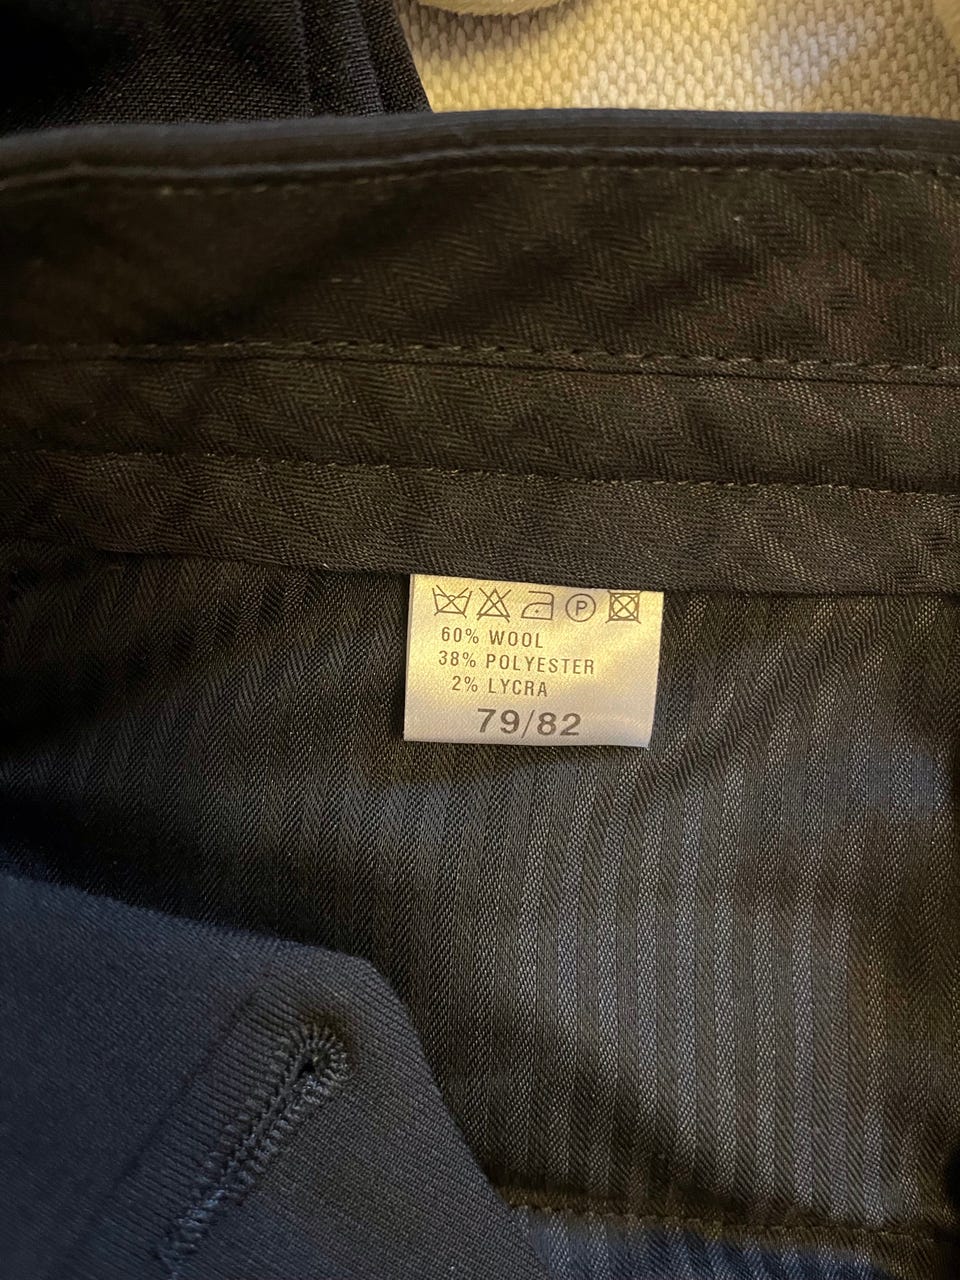 P
60% WOOL
38% POLYESTER
2% LYCRA
79/82